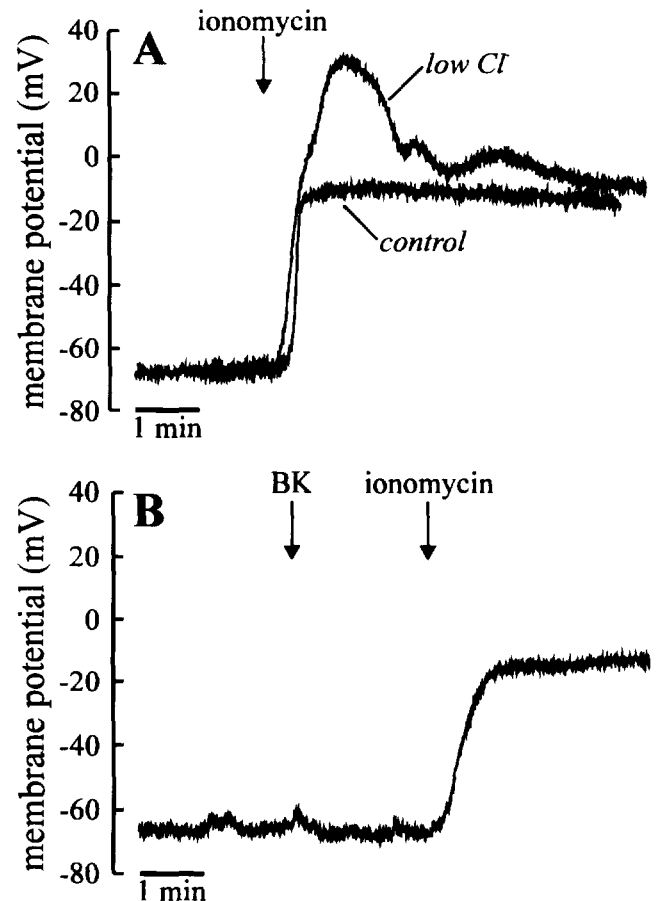 A
ionomycin
40
20
0
-20
-40
-60
-80
membrane potential (mV)
low Cl-
control
1 min
B
BK ionomycin
40
20
0
-20
-40
-60
-80
membrane potential (mV)
1 min